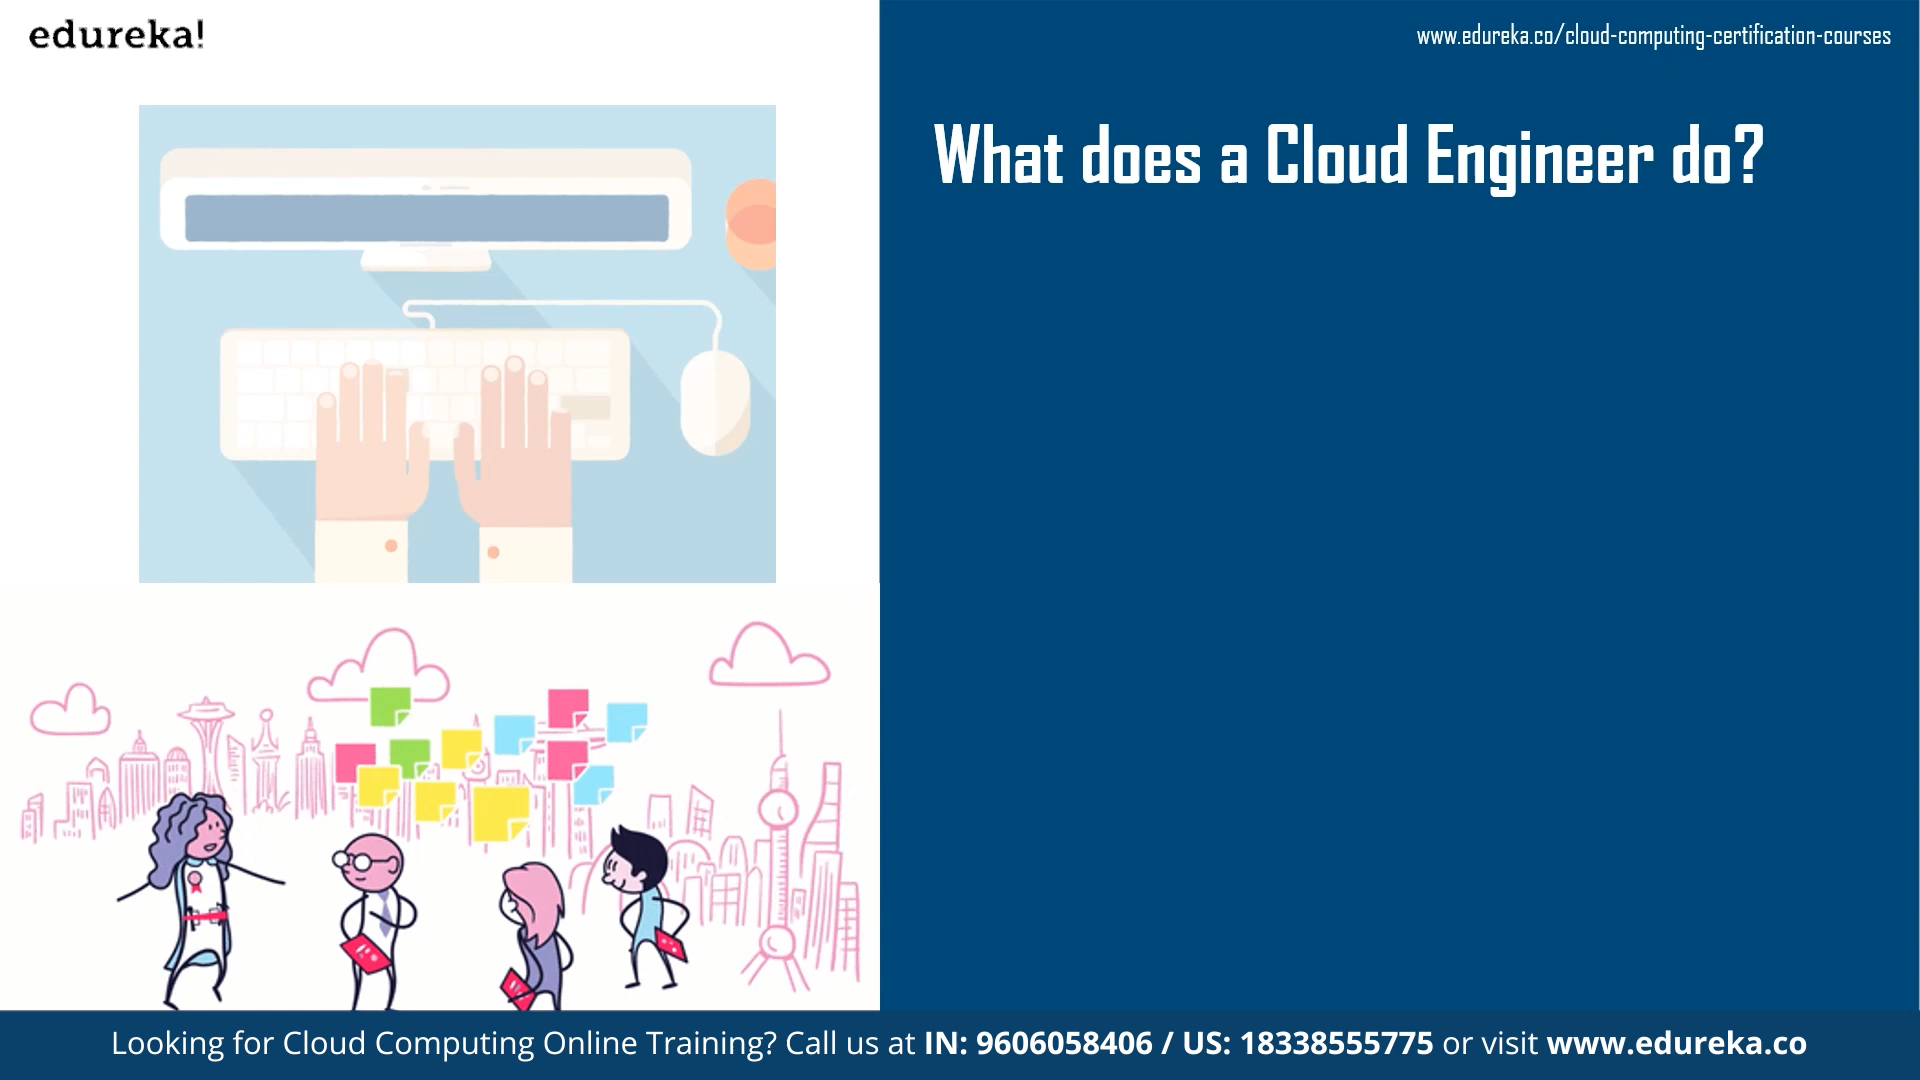 edureka!
www.edureka.co/cloud-computing-certification-courses
What does a Cloud Engineer do?
Looking for Cloud Computing Online Training? Call us at IN: 9606058406 / US: 18338555775 or visit www.edureka.co